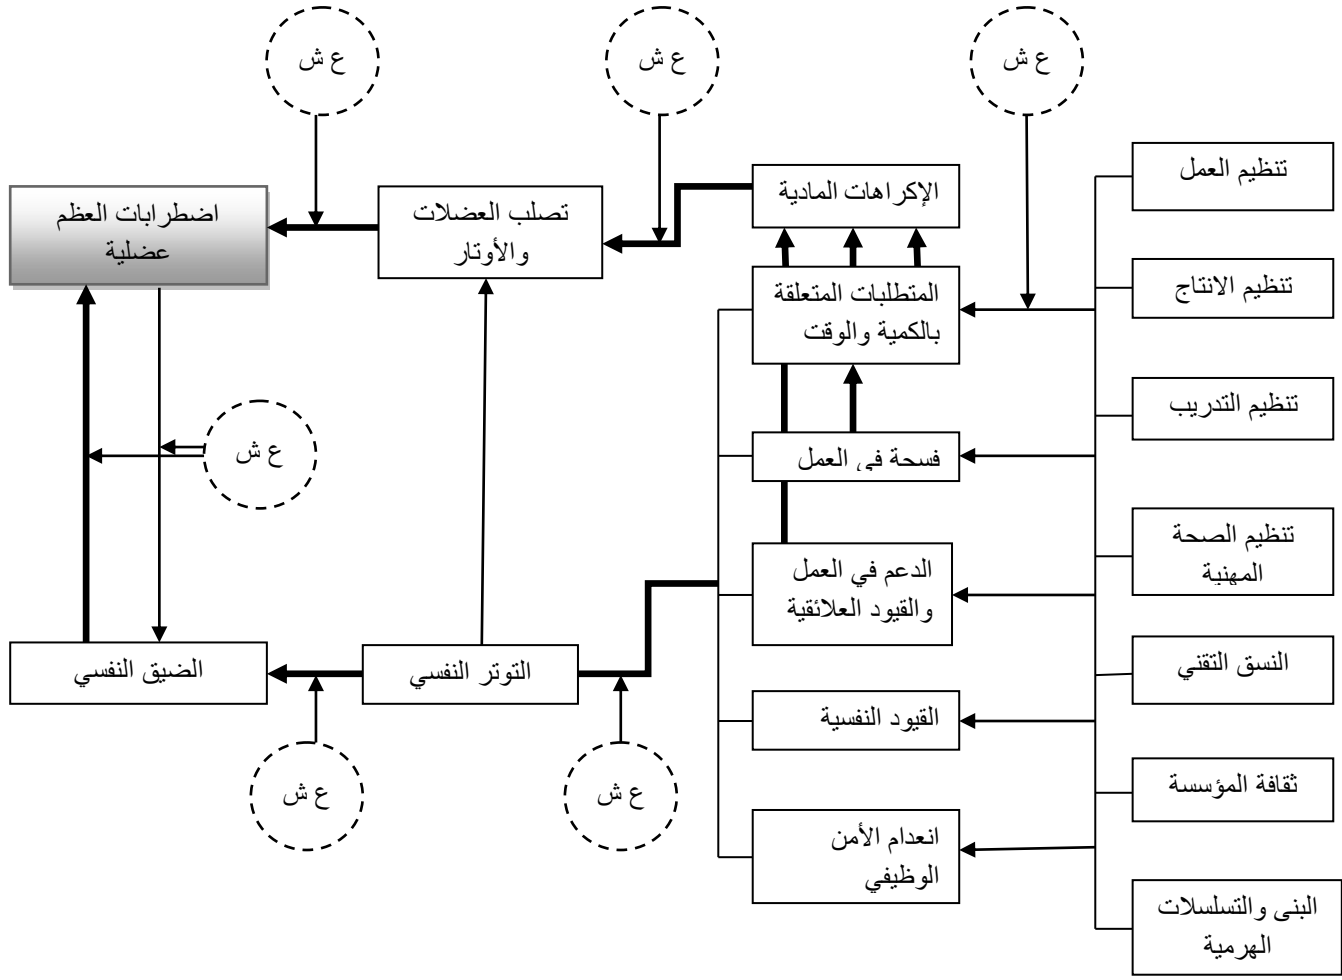 ع ش
ع ش
ع ش
تنظيم العمل
تنظيم الانتاج
تنظيم التدريب
تنظيم الصحة
المهنية
النسق التقني
ثقافة المؤسسة
البنى والتسلسلات
الهرمية
الإكراهات المادية
المتطلبات المتعلقة
بالكمية والوقت
فسحة في العمل
الدعم في العمل
والقيود العلائقية
القيود النفسية
انعدام الأمن
الوظيفي
تصلب العضلات
والأوتار
التوتر النفسي
اضطرابات العظم
عضلية
ع ش
الضيق النفسي
ع ش
ع ش